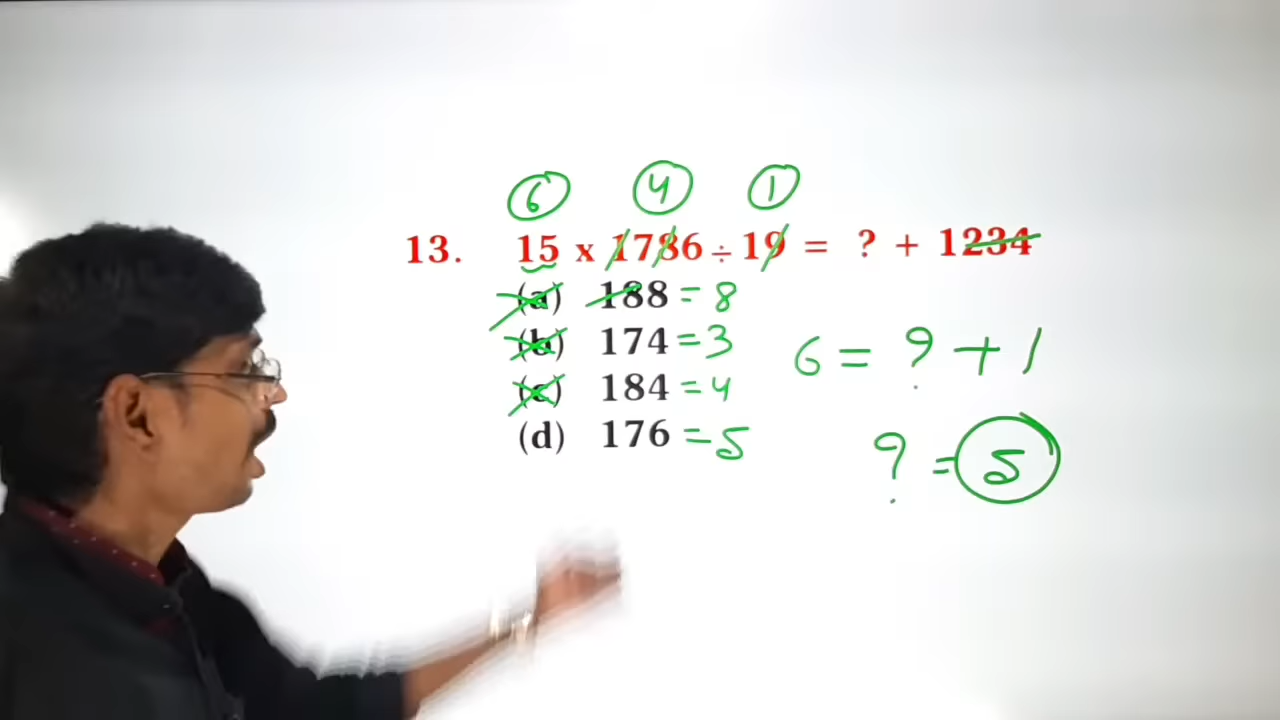 6 4 1
13. 15 x 1786 ÷ 19 = ? + 1234
(a) 188 = 8
(b) 174 = 3
6 = ? + 1
(c) 184 = 4
(d) 176 = 5
? = 5